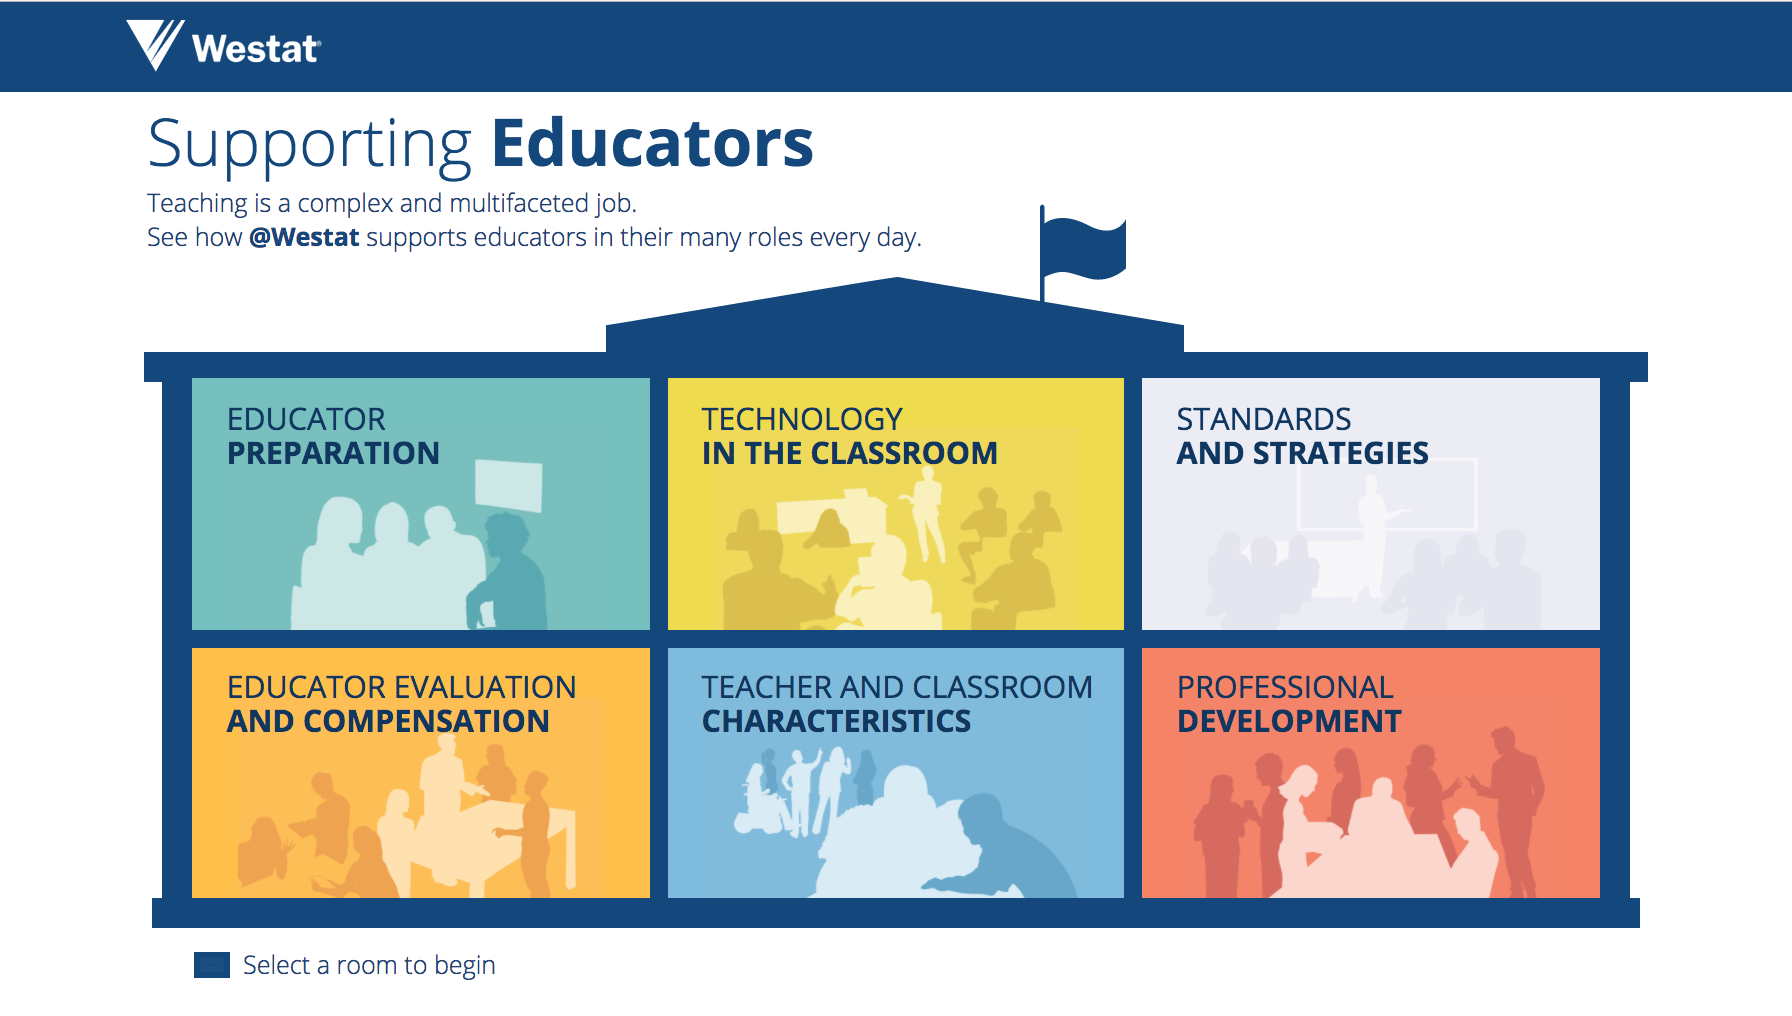 Westat
Supporting Educators
Teaching is a complex and multifaceted job.
See how @Westat supports educators in their many roles every day.
EDUCATOR
PREPARATION
TECHNOLOGY
IN THE CLASSROOM
STANDARDS
AND STRATEGIES
EDUCATOR EVALUATION
AND COMPENSATION
TEACHER AND CLASSROOM
CHARACTERISTICS
PROFESSIONAL
DEVELOPMENT
Select a room to begin